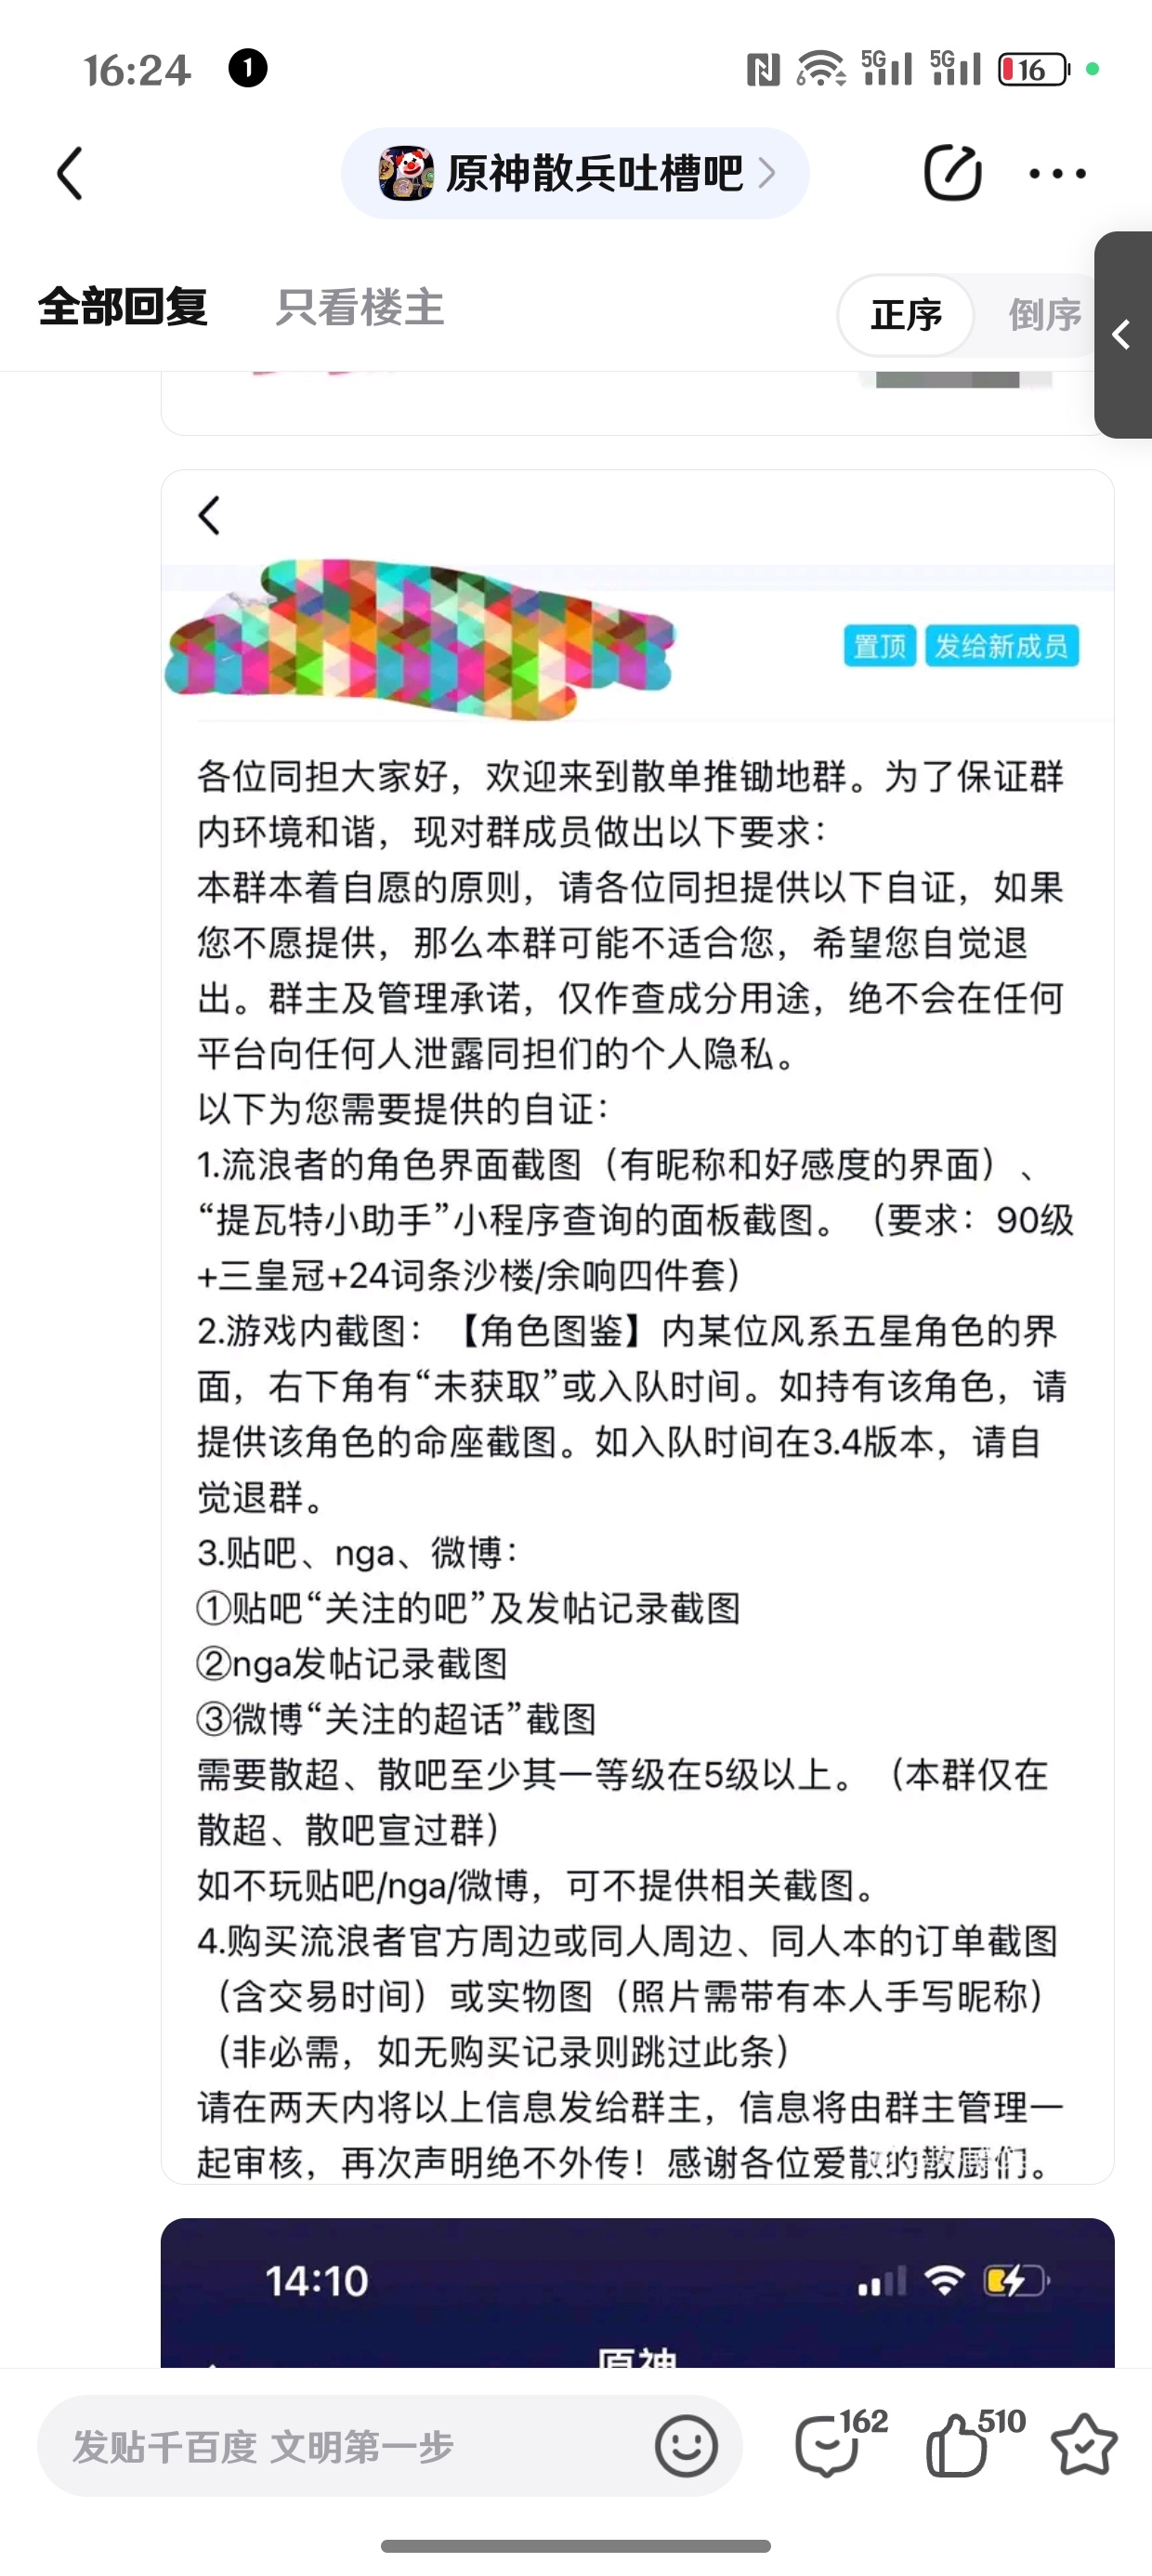 16:24
1
5G
5G
16
原神散兵吐槽吧
全部回复
只看楼主
正序
倒序
置顶
发给新成员
各位同担大家好，欢迎来到散单推锄地群。为了保证群
内环境和谐，现对群成员做出以下要求：
本群本着自愿的原则，请各位同担提供以下自证，如果
您不愿提供，那么本群可能不适合您，希望您自觉退
出。群主及管理承诺，仅作查成分用途，绝不会在任何
平台向任何人泄露同担们的个人隐私。
以下为您需要提供的自证：
1.流浪者的角色界面截图（有昵称和好感度的界面）、
“提瓦特小助手”小程序查询的面板截图。（要求：90级
+三皇冠+24词条沙楼/余响四件套）
2.游戏内截图：【角色图鉴】内某位风系五星角色的界
面，右下角有“未获取”或入队时间。如持有该角色，请
提供该角色的命座截图。如入队时间在3.4版本，请自
觉退群。
3.贴吧、nga、微博：
①贴吧“关注的吧”及发帖记录截图
②nga发帖记录截图
③微博“关注的超话”截图
需要散超、散吧至少其一等级在5级以上。（本群仅在
散超、散吧宣过群）
如不玩贴吧/nga/微博，可不提供相关截图。
4.购买流浪者官方周边或同人周边、同人本的订单截图
（含交易时间）或实物图（照片需带有本人手写昵称）
（非必需，如无购买记录则跳过此条）
请在两天内将以上信息发给群主，信息将由群主管理一
起审核，再次声明绝不外传！感谢各位爱散的散厨们。
14:10
原神
发贴千百度 文明第一步
162
510